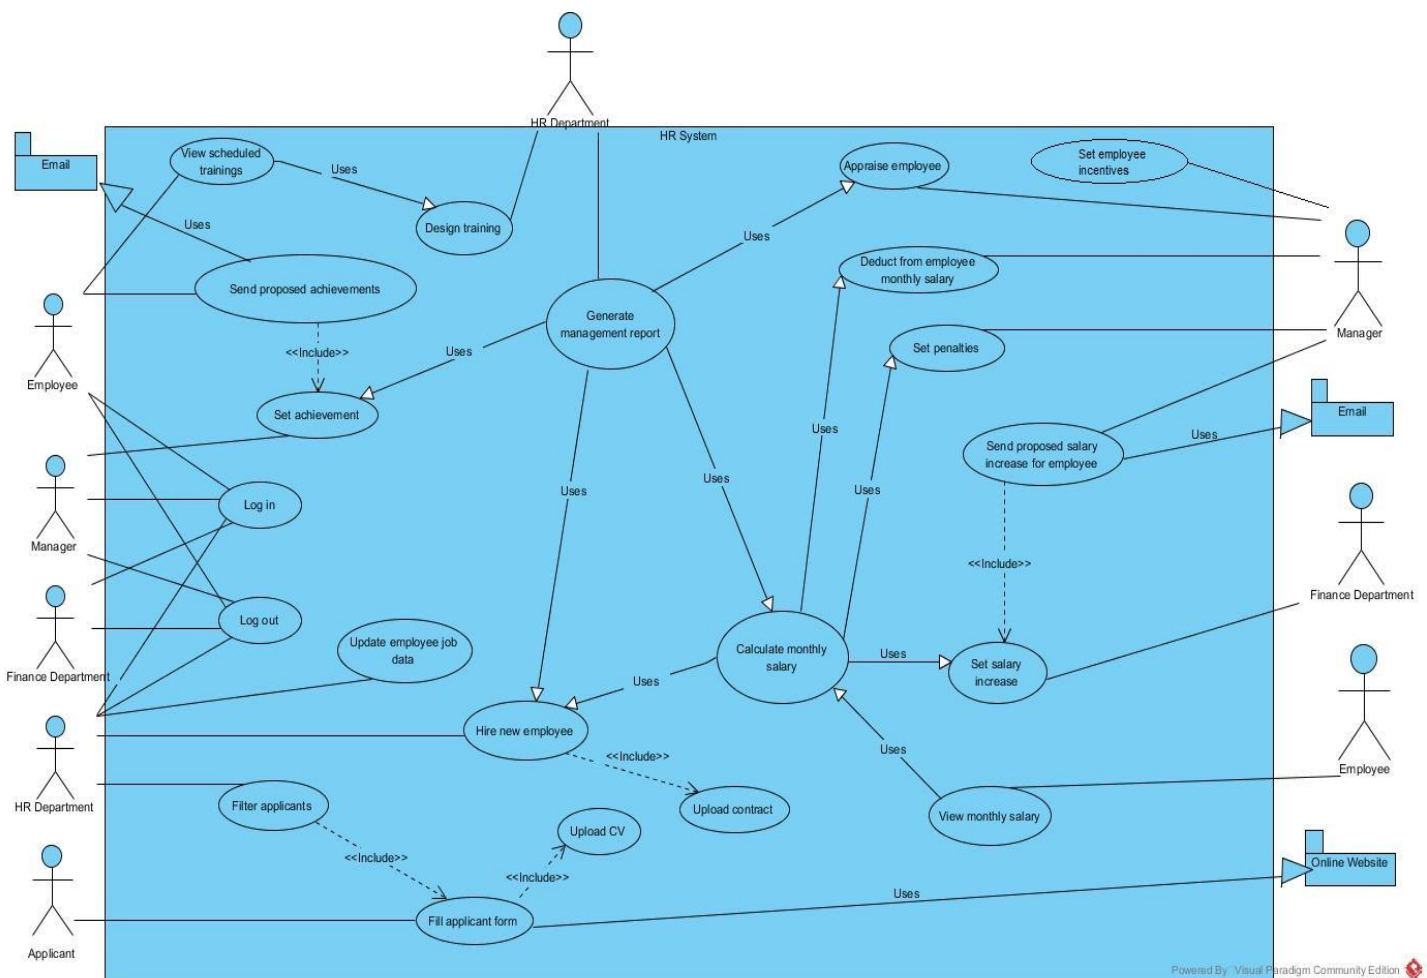 HR Department
HR System
Email
View scheduled
trainings
Uses
Design training
Appraise employee
Set employee
incentives
Uses
Uses
Send proposed achievements
Deduct from employee
monthly salary
Generate
management report
Set penalties
Manager
<<Include>>
Uses
Employee
Set achievement
Email
Uses
Send proposed salary
increase for employee
Uses
Uses
Uses
Uses
Log in
Manager
<<Include>>
Finance Department
Log out
Update employee job
data
Finance Department
Calculate monthly
salary
Uses
Set salary
increase
Uses
Hire new employee
<<Include>>
Uses
Employee
HR Department
Filter applicants
Upload contract
View monthly salary
Upload CV
<<Include>>
<<Include>>
Online Website
Uses
Fill applicant form
Applicant
Powered By Visual Paradigm Community Edition